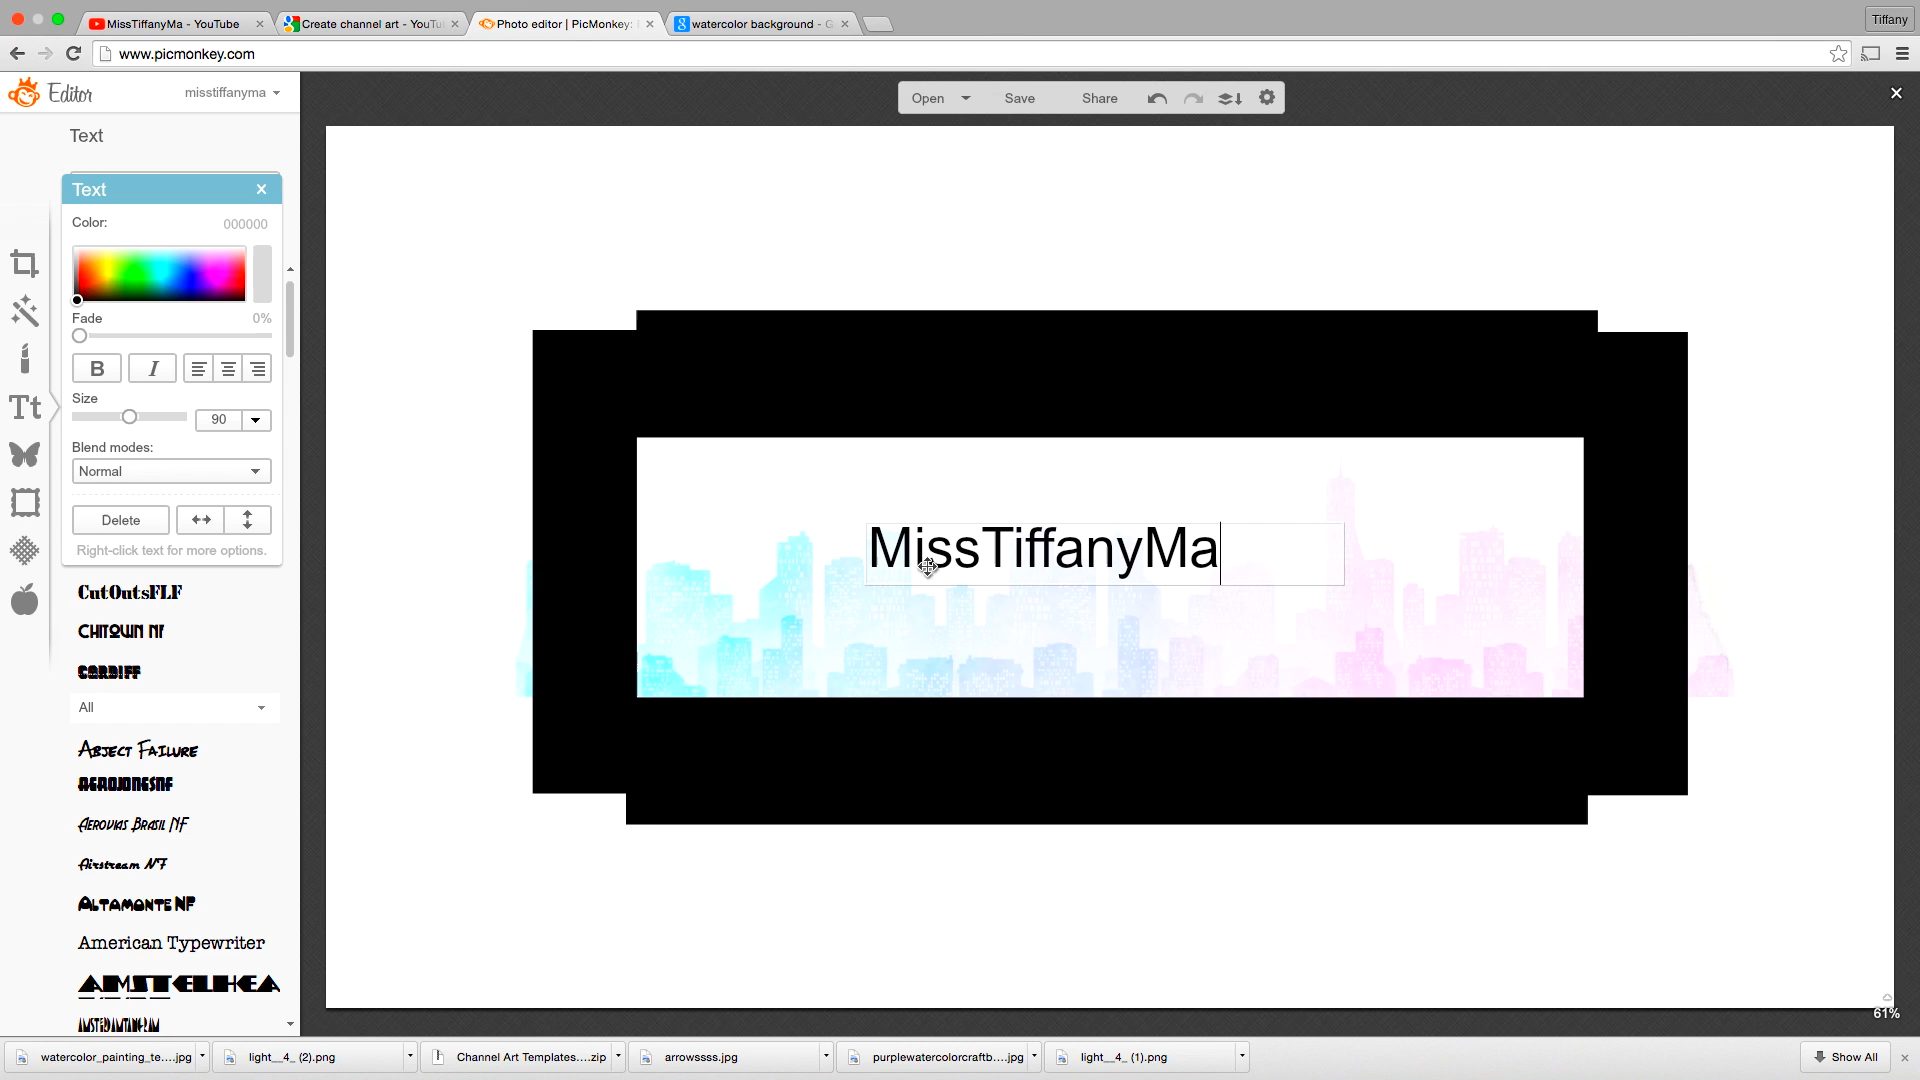 MissTiffanyMa - YouTube
Create channel art - YouTu
Photo editor | PicMonkey:
watercolor background - G
Tiffany
www.picmonkey.com
Editor
misstiffanyma
Open
Save
Share
Text
Text
Color:
000000
Fade
0%
B
I
Size
90
Blend modes:
Normal
Delete
Right-click text for more options.
CutOutsFLF
Chitown NF
Cardiff
All
Abject Failure
AeroJonesNF
Aerovias Brasil NF
Airstream NF
Altamonte NF
American Typewriter
MissTiffanyMa
61%
watercolor_painting_te....jpg
light__4_ (2).png
Channel Art Templates....zip
arrowssss.jpg
purplewatercolorcraftb....jpg
light__4_ (1).png
Show All